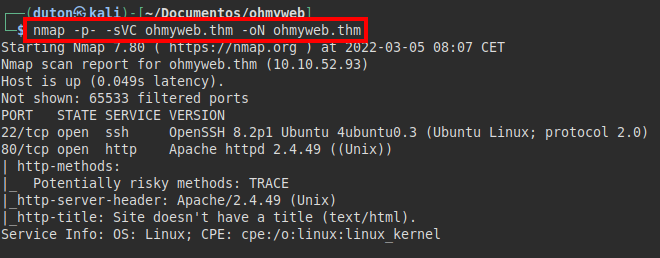 (duton㉿kali)-[~/Documentos/ohmyweb]
$ nmap -p- -sVC ohmyweb.thm -oN ohmyweb.thm
Starting Nmap 7.80 ( https://nmap.org ) at 2022-03-05 08:07 CET
Nmap scan report for ohmyweb.thm (10.10.52.93)
Host is up (0.049s latency).
Not shown: 65533 filtered ports
PORT   STATE SERVICE VERSION
22/tcp open  ssh     OpenSSH 8.2p1 Ubuntu 4ubuntu0.3 (Ubuntu Linux; protocol 2.0)
80/tcp open  http    Apache httpd 2.4.49 ((Unix))
| http-methods:
|_  Potentially risky methods: TRACE
|_http-server-header: Apache/2.4.49 (Unix)
|_http-title: Site doesn't have a title (text/html).
Service Info: OS: Linux; CPE: cpe:/o:linux:linux_kernel